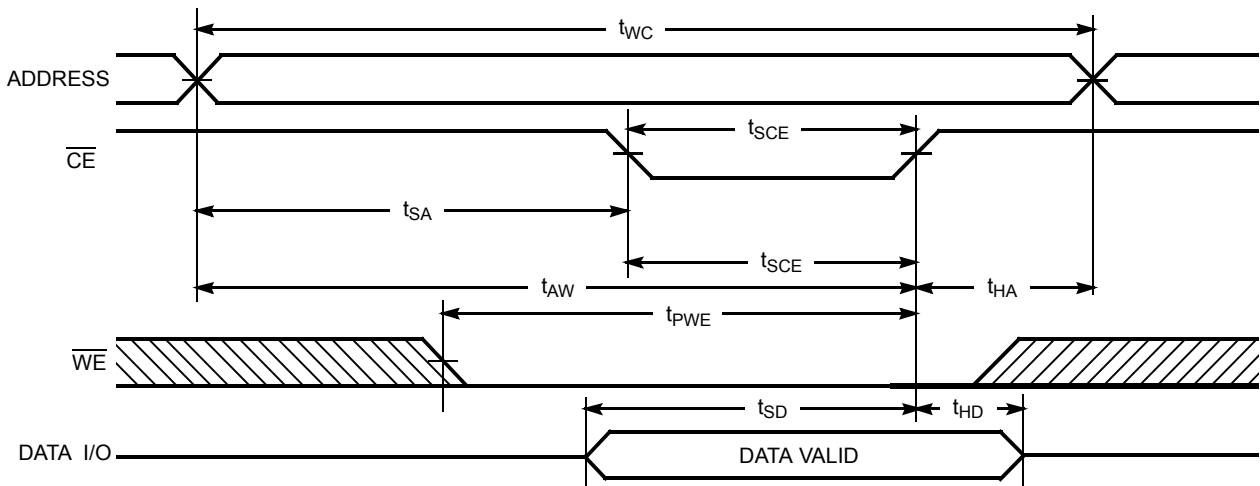 tWC
ADDRESS
tSCE
CE
tSA
tSCE
tAW
tHA
tPWE
WE
tSD
tHD
DATA I/O
DATA VALID